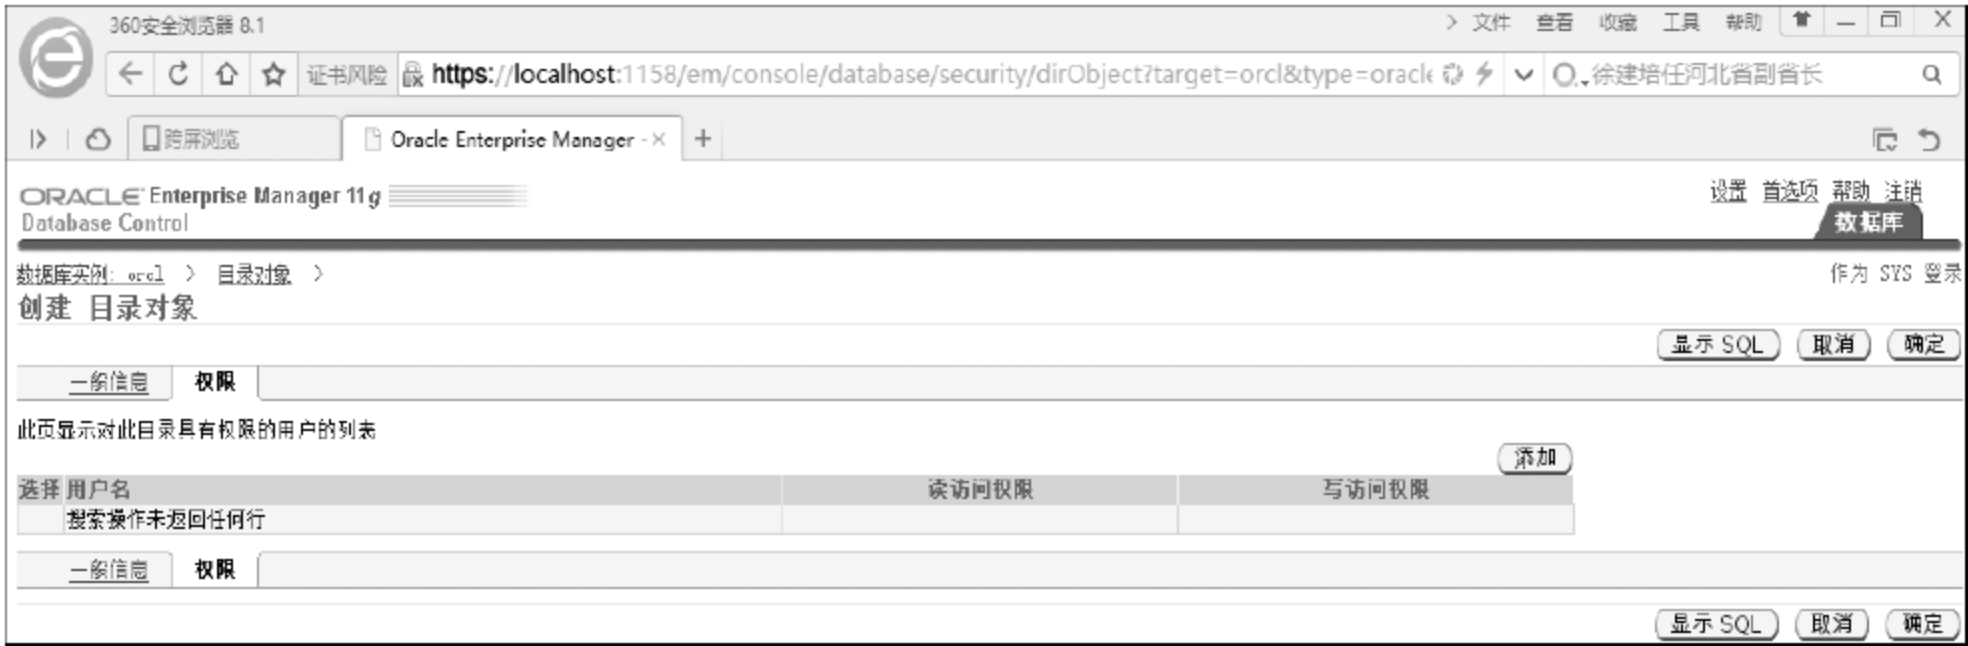 360安全浏览器 8.1
文件 查看 收藏 工具 帮助
证书风险 https://localhost:1158/em/console/database/security/dirObject?target=orcl&type=oracle 徐建培任河北省副省长
跨屏浏览 Oracle Enterprise Manager -
ORACLE Enterprise Manager 11g
Database Control
设置 首选项 帮助 注销
数据库
数据库实例: orcl > 目录对象 >
作为 SYS 登录
创建 目录对象
显示 SQL 取消 确定
一般信息 权限
此页显示对此目录具有权限的用户的列表
添加
选择 用户名 读访问权限 写访问权限
搜索操作未返回任何行
一般信息 权限
显示 SQL 取消 确定